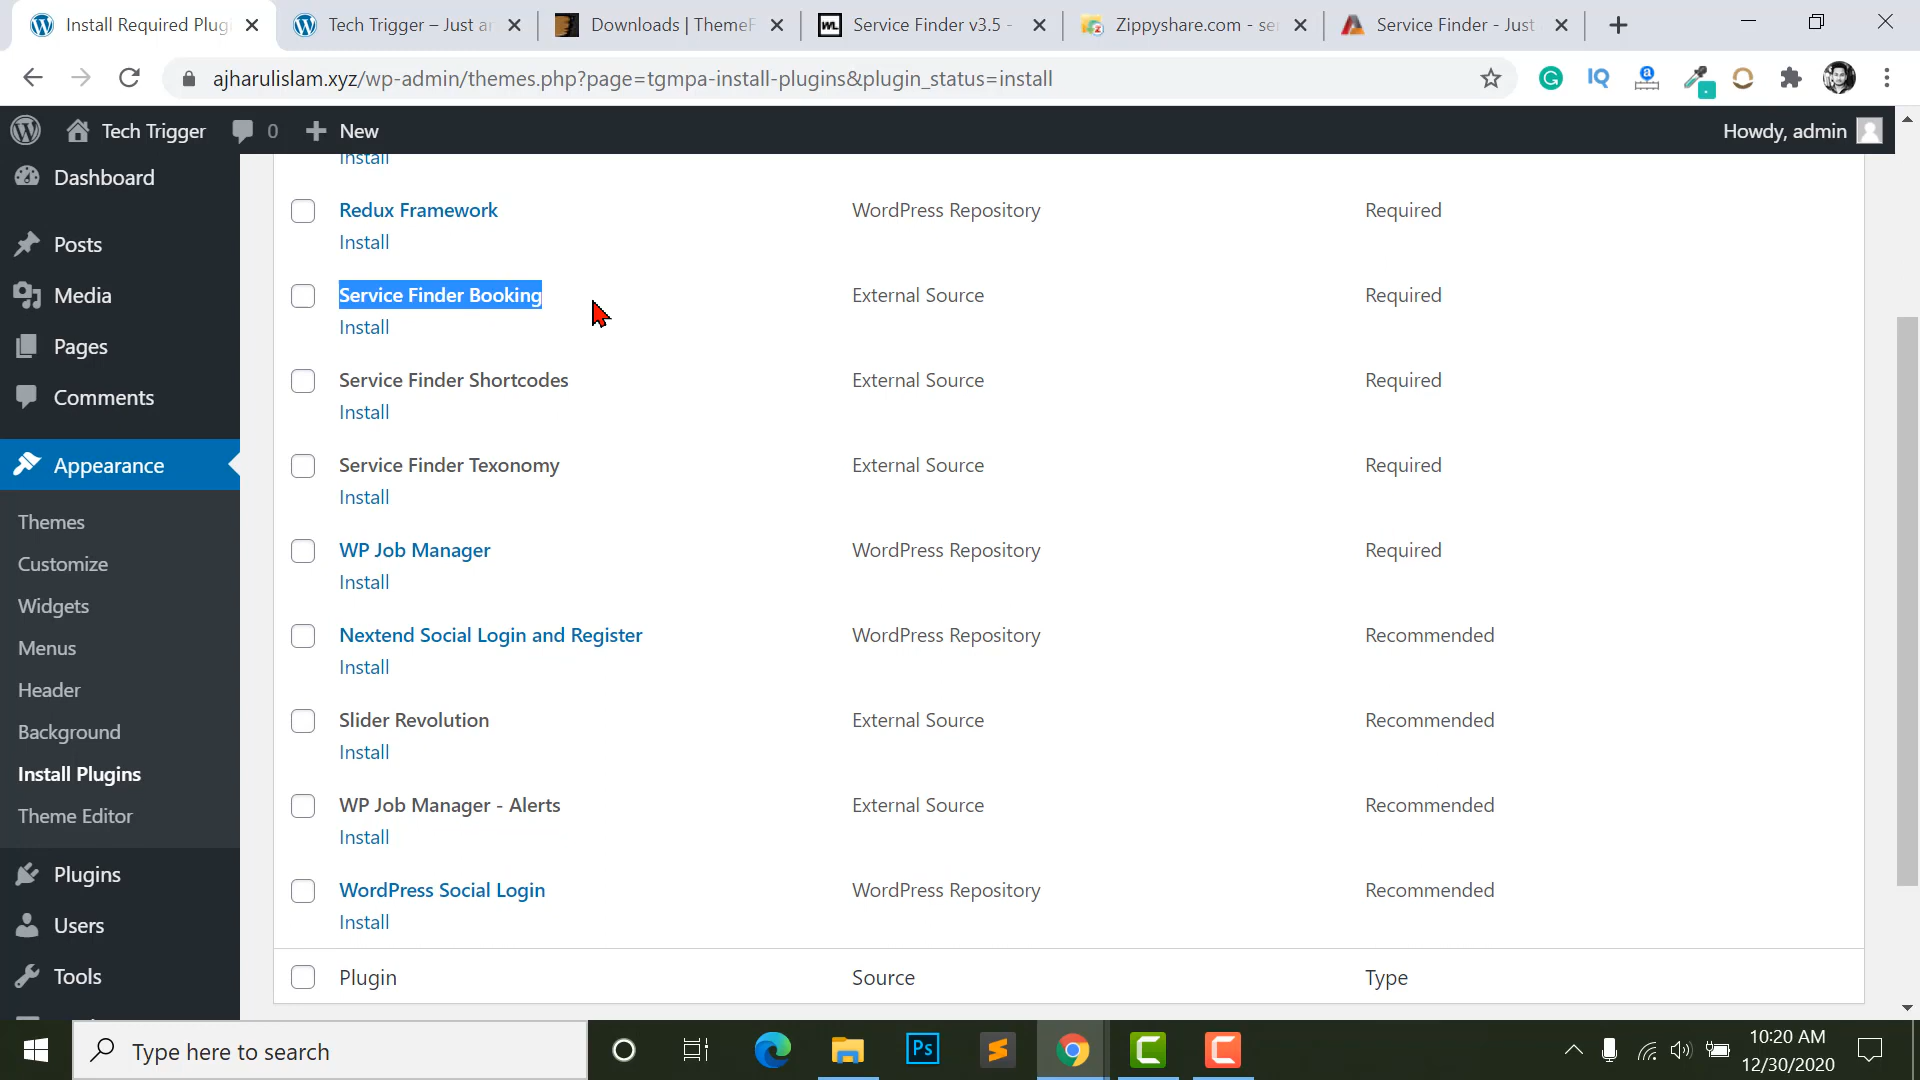 Install Required Plug
Tech Trigger – Just a
Downloads | ThemeF
WL
Service Finder v3.5 -
Zippyshare.com - se
Service Finder - Just
ajharulislam.xyz/wp-admin/themes.php?page=tgmpa-install-plugins&plugin_status=install
IQ
a
Tech Trigger
0
New
Howdy, admin
Dashboard
Posts
Media
Pages
Comments
Appearance
Themes
Customize
Widgets
Menus
Header
Background
Install Plugins
Theme Editor
Plugins
Users
Tools
Install
Redux Framework WordPress Repository Required
Install
Service Finder Booking External Source Required
Install
Service Finder Shortcodes External Source Required
Install
Service Finder Texonomy External Source Required
Install
WP Job Manager WordPress Repository Required
Install
Nextend Social Login and Register WordPress Repository Recommended
Install
Slider Revolution External Source Recommended
Install
WP Job Manager - Alerts External Source Recommended
Install
WordPress Social Login WordPress Repository Recommended
Install
Plugin Source Type
Type here to search
Ps
10:20 AM
12/30/2020